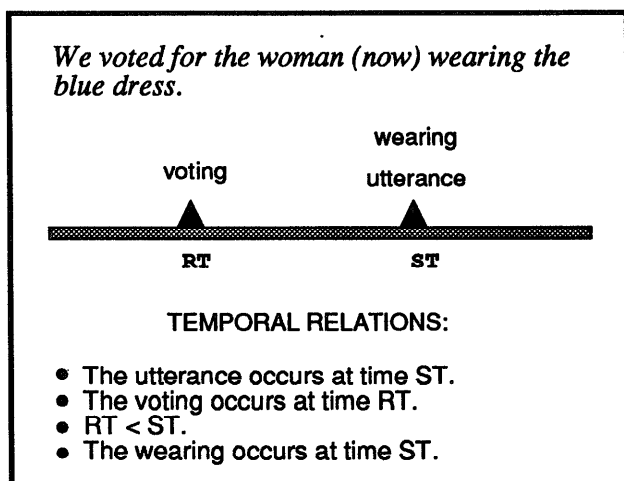 We voted for the woman (now) wearing the
blue dress.
wearing
voting
utterance
RT
ST
TEMPORAL RELATIONS:
• The utterance occurs at time ST.
• The voting occurs at time RT.
• RT < ST.
• The wearing occurs at time ST.